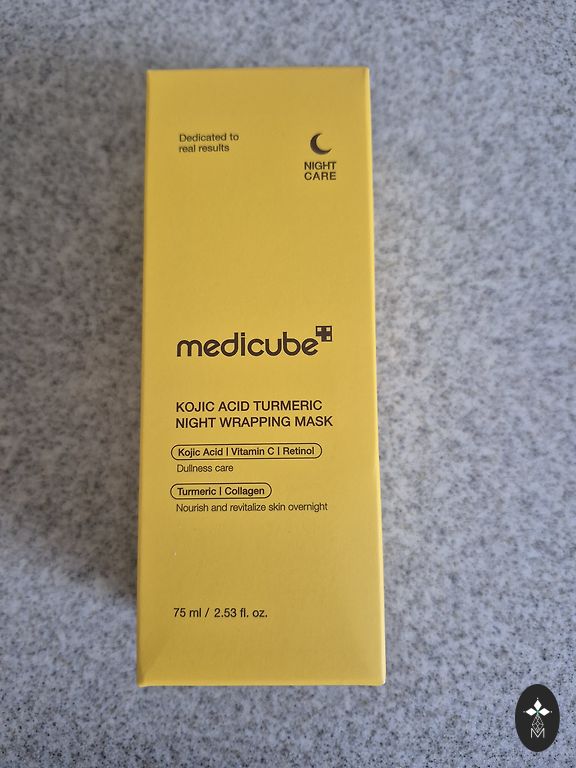 Dedicated to
real results
NIGHT
CARE
medicube
KOJIC ACID TURMERIC
NIGHT WRAPPING MASK
Kojic Acid | Vitamin C | Retinol
Dullness care
Turmeric | Collagen
Nourish and revitalize skin overnight
75 ml / 2.53 fl. oz.
M